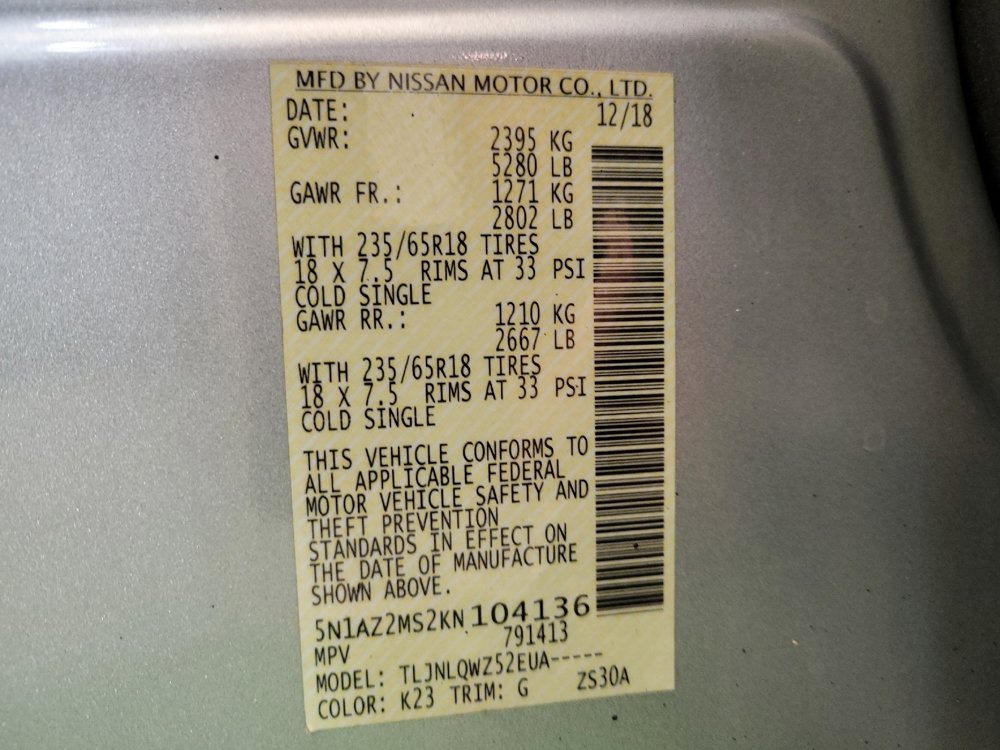 MFD BY NISSAN MOTOR CO., LTD.
DATE: 12/18
GVWR: 2395 KG
5280 LB
GAWR FR.: 1271 KG
2802 LB
WITH 235/65R18 TIRES
18 X 7.5 RIMS AT 33 PSI
COLD SINGLE
GAWR RR.: 1210 KG
2667 LB
WITH 235/65R18 TIRES
18 X 7.5 RIMS AT 33 PSI
COLD SINGLE
THIS VEHICLE CONFORMS TO
ALL APPLICABLE FEDERAL
MOTOR VEHICLE SAFETY AND
THEFT PREVENTION
STANDARDS IN EFFECT ON
THE DATE OF MANUFACTURE
SHOWN ABOVE.
5N1AZ2MS2KN104136
MPV 791413
MODEL: TLJNLQWZ52EUA-----
COLOR: K23 TRIM: G ZS30A